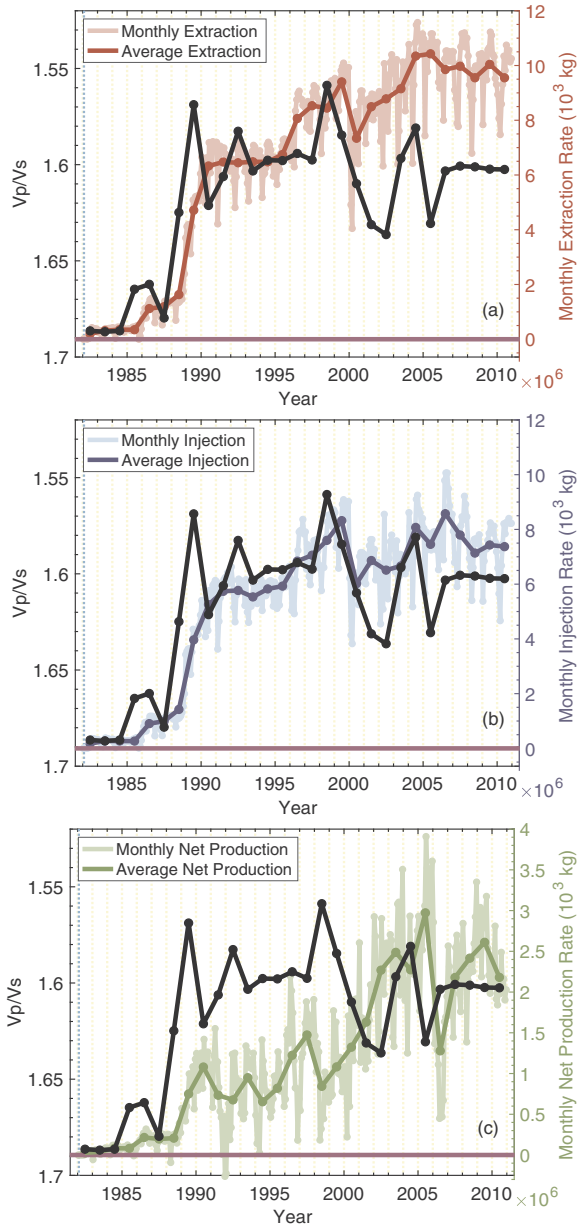 Monthly Extraction
Average Extraction
1.55
1.6
1.65
1.7
Vp/Vs
12
10
8
6
4
2
0
Monthly Extraction Rate (10³ kg)
(a)
1985 1990 1995 2000 2005 2010
×10⁶
Year
Monthly Injection
Average Injection
1.55
1.6
1.65
1.7
Vp/Vs
12
10
8
6
4
2
0
Monthly Injection Rate (10³ kg)
(b)
1985 1990 1995 2000 2005 2010
×10⁶
Year
Monthly Net Production
Average Net Production
1.55
1.6
1.65
1.7
Vp/Vs
4
3.5
3
2.5
2
1.5
1
0.5
0
Monthly Net Production Rate (10³ kg)
(c)
1985 1990 1995 2000 2005 2010
×10⁶
Year